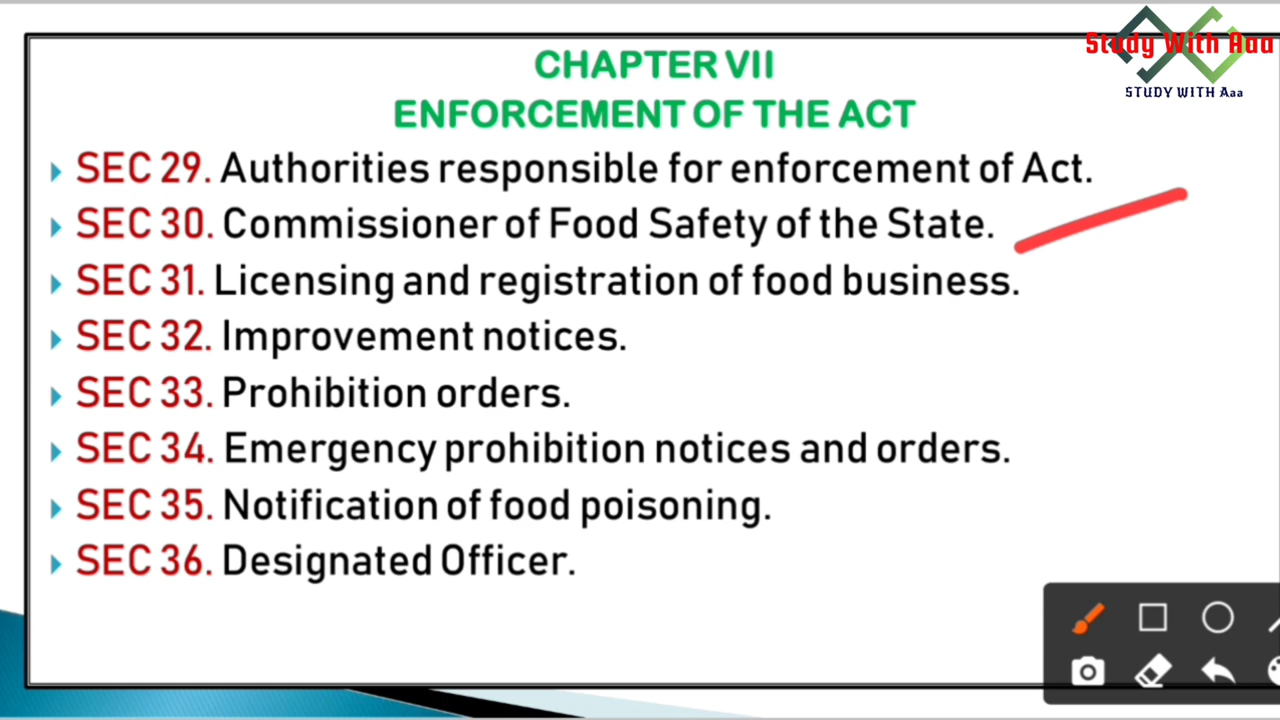 Study With Aaa
STUDY WITH Aaa
CHAPTER VII
ENFORCEMENT OF THE ACT
SEC 29. Authorities responsible for enforcement of Act.
SEC 30. Commissioner of Food Safety of the State.
SEC 31. Licensing and registration of food business.
SEC 32. Improvement notices.
SEC 33. Prohibition orders.
SEC 34. Emergency prohibition notices and orders.
SEC 35. Notification of food poisoning.
SEC 36. Designated Officer.